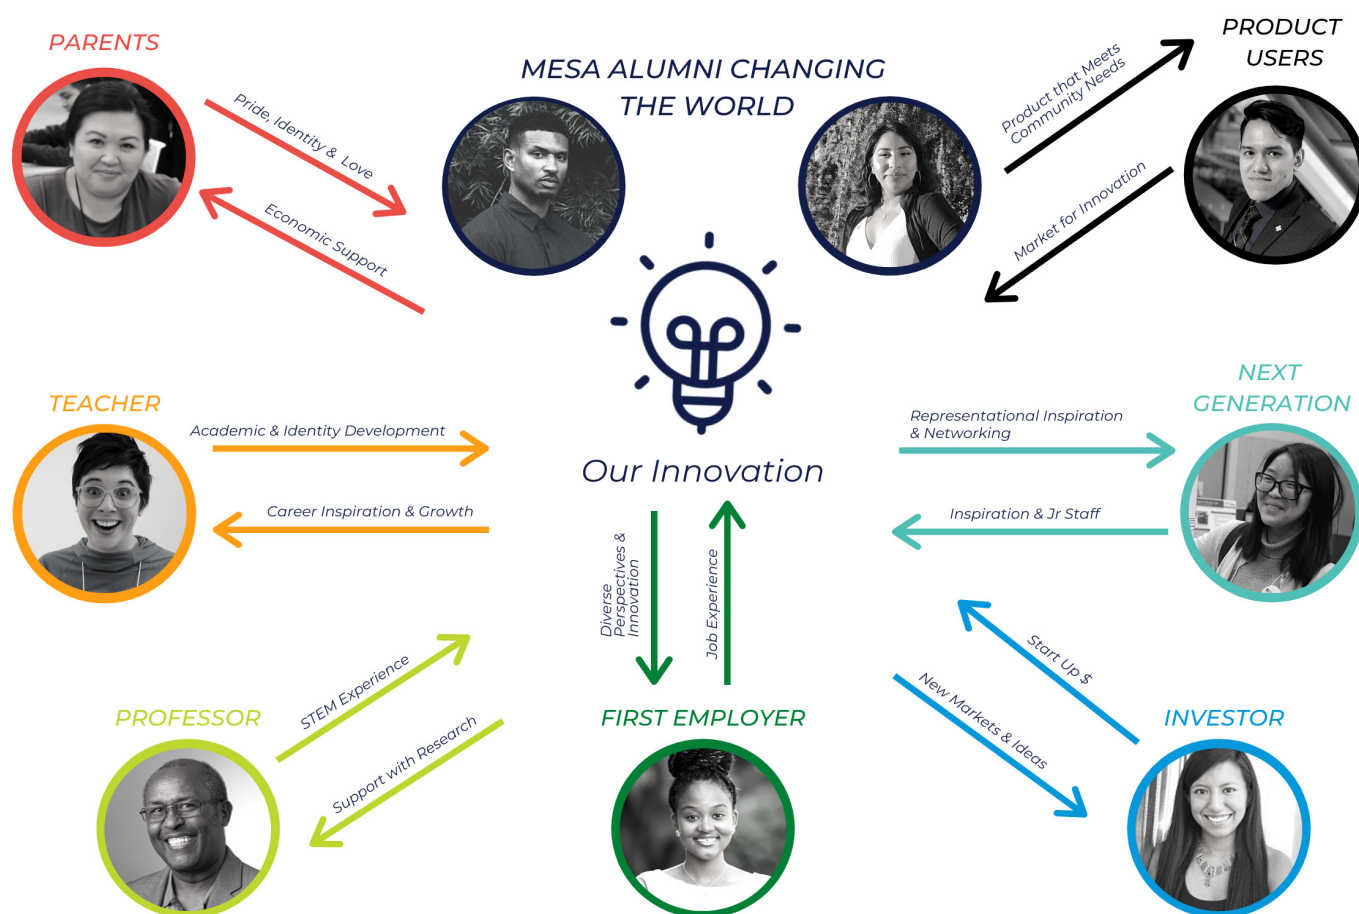 PARENTS
MESA ALUMNI CHANGING
THE WORLD
PRODUCT
USERS
Pride, Identity & Love
Economic Support
Product that Meets
Community Needs
Market for Innovation
TEACHER
Academic & Identity Development
Career Inspiration & Growth
Our Innovation
NEXT
GENERATION
Representational Inspiration
& Networking
Inspiration & Jr Staff
Diverse
Perspectives &
Innovation
Job Experience
PROFESSOR
STEM Experience
Support with Research
FIRST EMPLOYER
Start Up $
New Markets & Ideas
INVESTOR